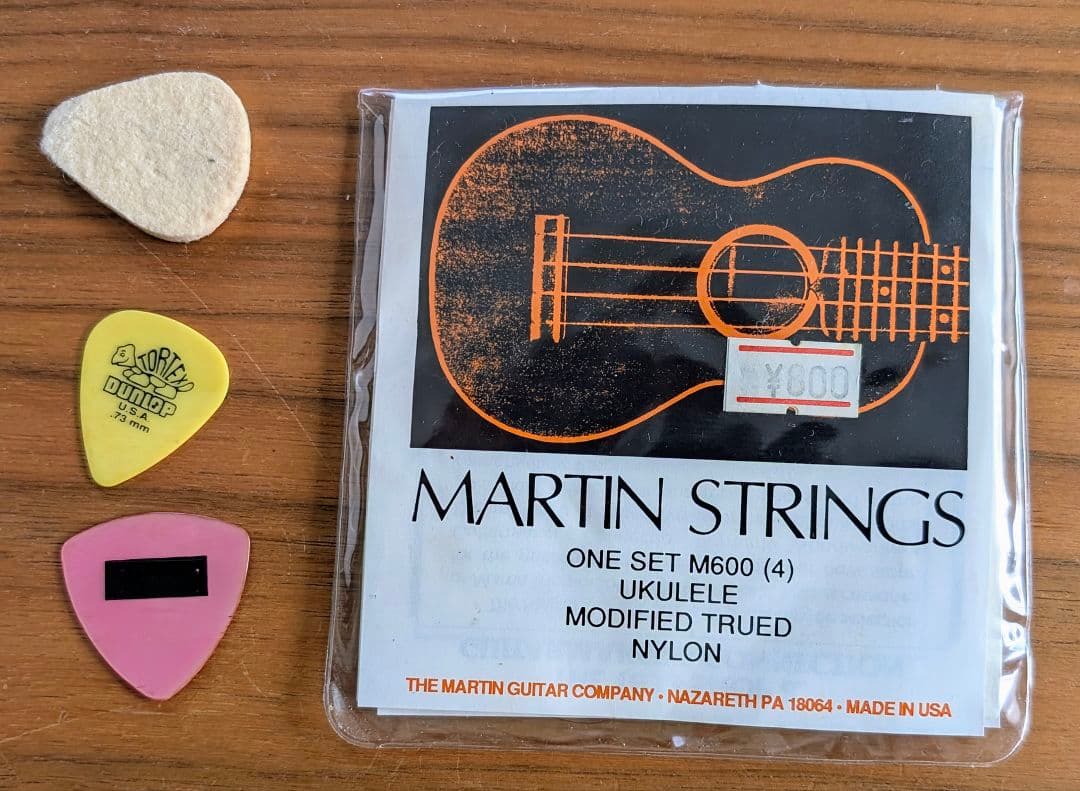 TORTEX
DUNLOP
U.S.A.
.73 mm
¥800
MARTIN STRINGS
ONE SET M600 (4)
UKULELE
MODIFIED TRUED
NYLON
THE MARTIN GUITAR COMPANY • NAZARETH PA 18064 • MADE IN USA